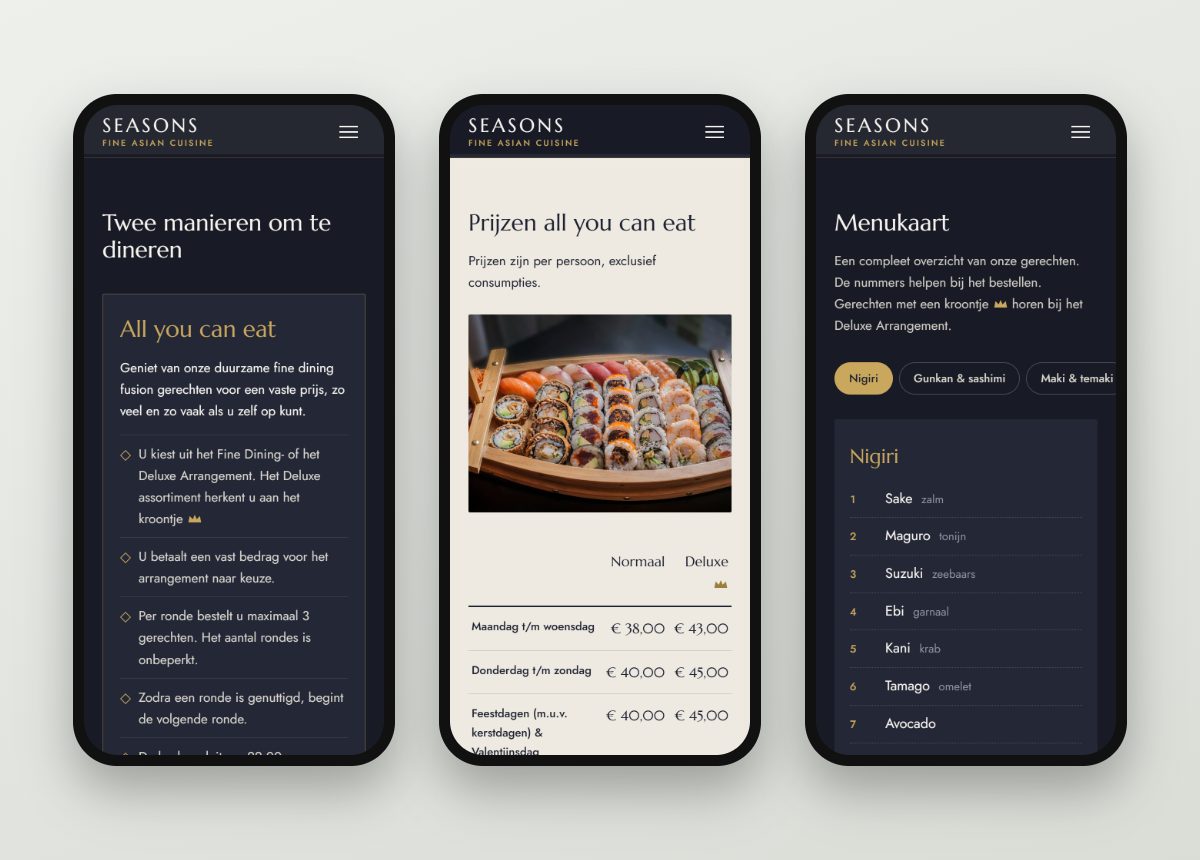 SEASONS
FINE ASIAN CUISINE
Twee manieren om te
dineren
All you can eat
Geniet van onze duurzame fine dining
fusion gerechten voor een vaste prijs, zo
veel en zo vaak als u zelf op kunt.
U kiest uit het Fine Dining- of het
Deluxe Arrangement. Het Deluxe
assortiment herkent u aan het
kroontje
U betaalt een vast bedrag voor het
arrangement naar keuze.
Per ronde bestelt u maximaal 3
gerechten. Het aantal rondes is
onbeperkt.
Zodra een ronde is genuttigd, begint
de volgende ronde.
SEASONS
FINE ASIAN CUISINE
Prijzen all you can eat
Prijzen zijn per persoon, exclusief
consumpties.
Normaal Deluxe
Maandag t/m woensdag € 38,00 € 43,00
Donderdag t/m zondag € 40,00 € 45,00
Feestdagen (m.u.v. € 40,00 € 45,00
kerstdagen) &
Valentijnsdag
SEASONS
FINE ASIAN CUISINE
Menukaart
Een compleet overzicht van onze gerechten.
De nummers helpen bij het bestellen.
Gerechten met een kroontje horen bij het
Deluxe Arrangement.
Nigiri Gunkan & sashimi Maki & temaki
Nigiri
1 Sake zalm
2 Maguro tonijn
3 Suzuki zeebaars
4 Ebi garnaal
5 Kani krab
6 Tamago omelet
7 Avocado